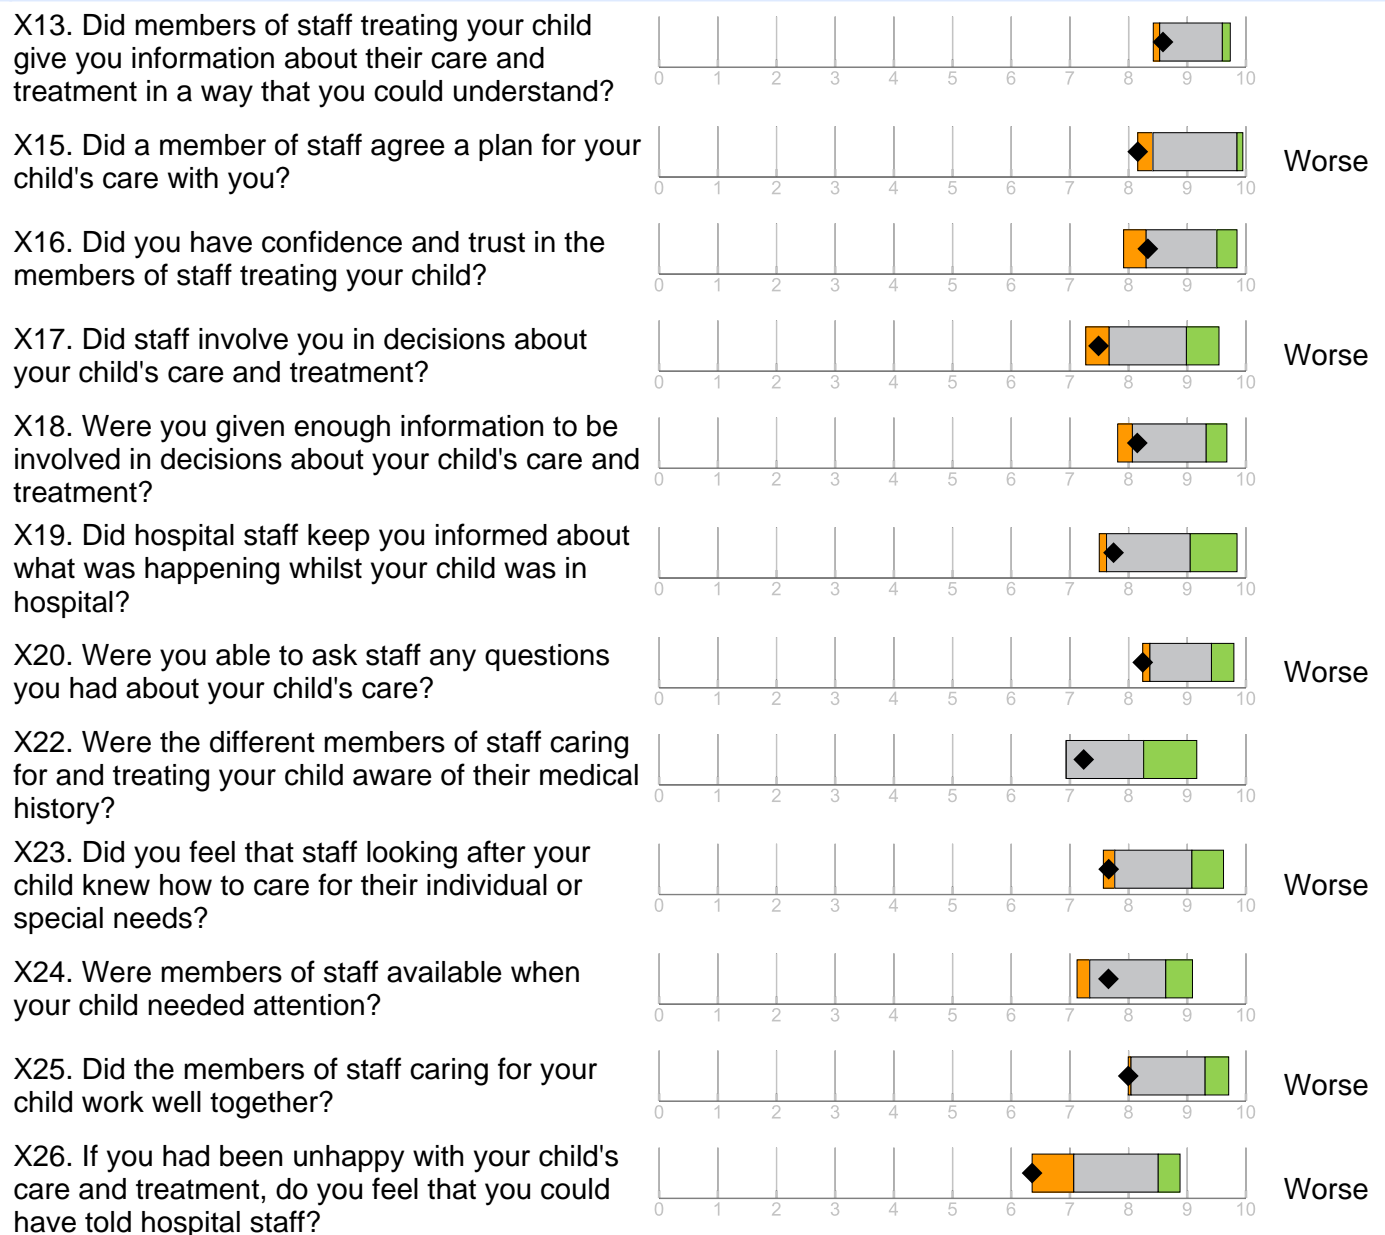 X13. Did members of staff treating your child
give you information about their care and
treatment in a way that you could understand?
0 1 2 3 4 5 6 7 8 9 10
X15. Did a member of staff agree a plan for your
child's care with you?
Worse
0 1 2 3 4 5 6 7 8 9 10
X16. Did you have confidence and trust in the
members of staff treating your child?
0 1 2 3 4 5 6 7 8 9 10
X17. Did staff involve you in decisions about
your child's care and treatment?
Worse
0 1 2 3 4 5 6 7 8 9 10
X18. Were you given enough information to be
involved in decisions about your child's care and
treatment?
0 1 2 3 4 5 6 7 8 9 10
X19. Did hospital staff keep you informed about
what was happening whilst your child was in
hospital?
0 1 2 3 4 5 6 7 8 9 10
X20. Were you able to ask staff any questions
you had about your child's care?
Worse
0 1 2 3 4 5 6 7 8 9 10
X22. Were the different members of staff caring
for and treating your child aware of their medical
history?
0 1 2 3 4 5 6 7 8 9 10
X23. Did you feel that staff looking after your
child knew how to care for their individual or
special needs?
Worse
0 1 2 3 4 5 6 7 8 9 10
X24. Were members of staff available when
your child needed attention?
0 1 2 3 4 5 6 7 8 9 10
X25. Did the members of staff caring for your
child work well together?
Worse
0 1 2 3 4 5 6 7 8 9 10
X26. If you had been unhappy with your child's
care and treatment, do you feel that you could
have told hospital staff?
Worse
0 1 2 3 4 5 6 7 8 9 10